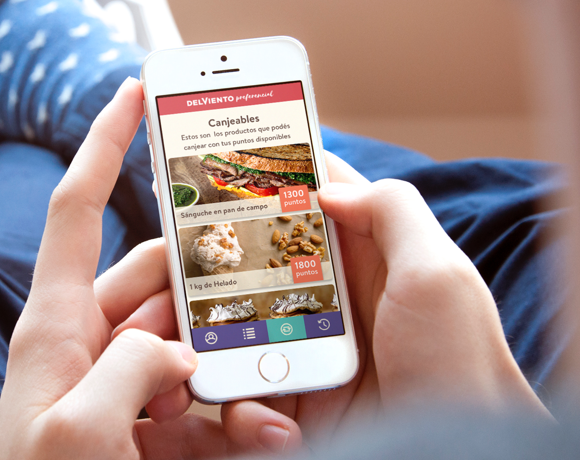 DELVIENTO preferencial
Canjeables
Estos son los productos que podés
canjear con tus puntos disponibles
1300
puntos
Sánguche en pan de campo
1800
puntos
1 kg de Helado